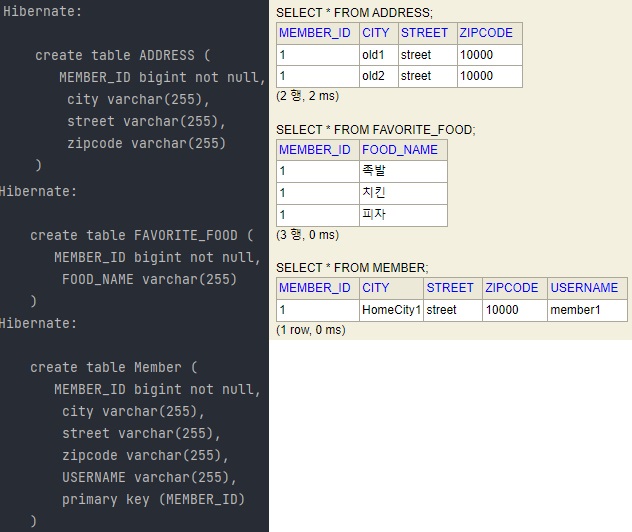 Hibernate:
create table ADDRESS (
MEMBER_ID bigint not null,
city varchar(255),
street varchar(255),
zipcode varchar(255)
)
Hibernate:
create table FAVORITE_FOOD (
MEMBER_ID bigint not null,
FOOD_NAME varchar(255)
)
Hibernate:
create table Member (
MEMBER_ID bigint not null,
city varchar(255),
street varchar(255),
zipcode varchar(255),
USERNAME varchar(255),
primary key (MEMBER_ID)
)
SELECT * FROM ADDRESS;
MEMBER_ID CITY STREET ZIPCODE
1 old1 street 10000
1 old2 street 10000
(2 행, 2 ms)
SELECT * FROM FAVORITE_FOOD;
MEMBER_ID FOOD_NAME
1 족발
1 치킨
1 피자
(3 행, 0 ms)
SELECT * FROM MEMBER;
MEMBER_ID CITY STREET ZIPCODE USERNAME
1 HomeCity1 street 10000 member1
(1 row, 0 ms)